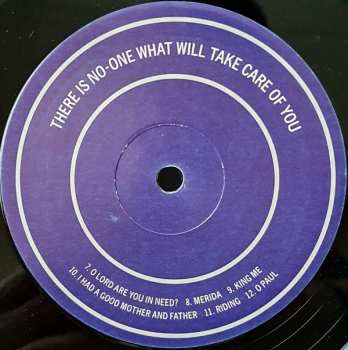 THERE IS NO-ONE WHAT WILL TAKE CARE OF YOU
7. O LORD ARE YOU IN NEED? 8. MERIDA 9. KING ME
10. I HAD A GOOD MOTHER AND FATHER 11. RIDING 12. O PAUL